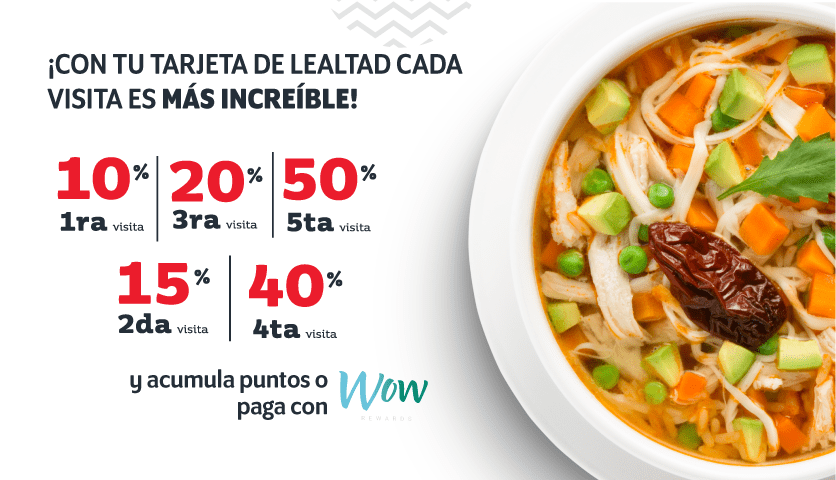 ¡CON TU TARJETA DE LEALTAD CADA
VISITA ES MÁS INCREÍBLE!
10% 20% 50%
1ra visita 3ra visita 5ta visita
15% 40%
2da visita 4ta visita
y acumula puntos o
paga con Wow
REWARDS